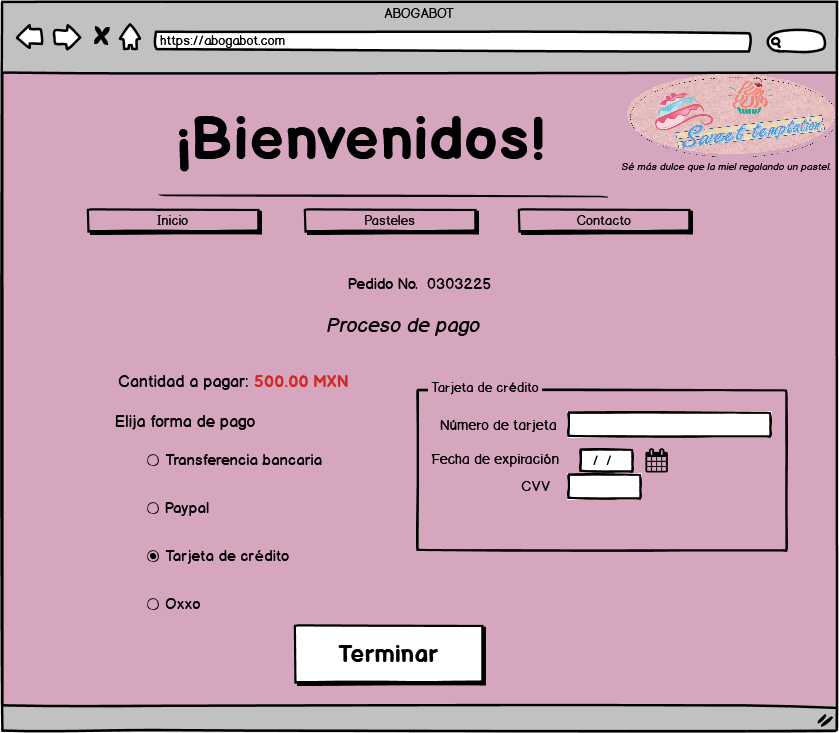 ABOGABOT
https://abogabot.com
¡Bienvenidos!
Sweet temptation
Sé más dulce que la miel regalando un pastel.
Inicio
Pasteles
Contacto
Pedido No. 0303225
Proceso de pago
Cantidad a pagar: 500.00 MXN
Elija forma de pago
Transferencia bancaria
Paypal
Tarjeta de crédito
Oxxo
Tarjeta de crédito
Número de tarjeta
Fecha de expiración / /
CVV
Terminar